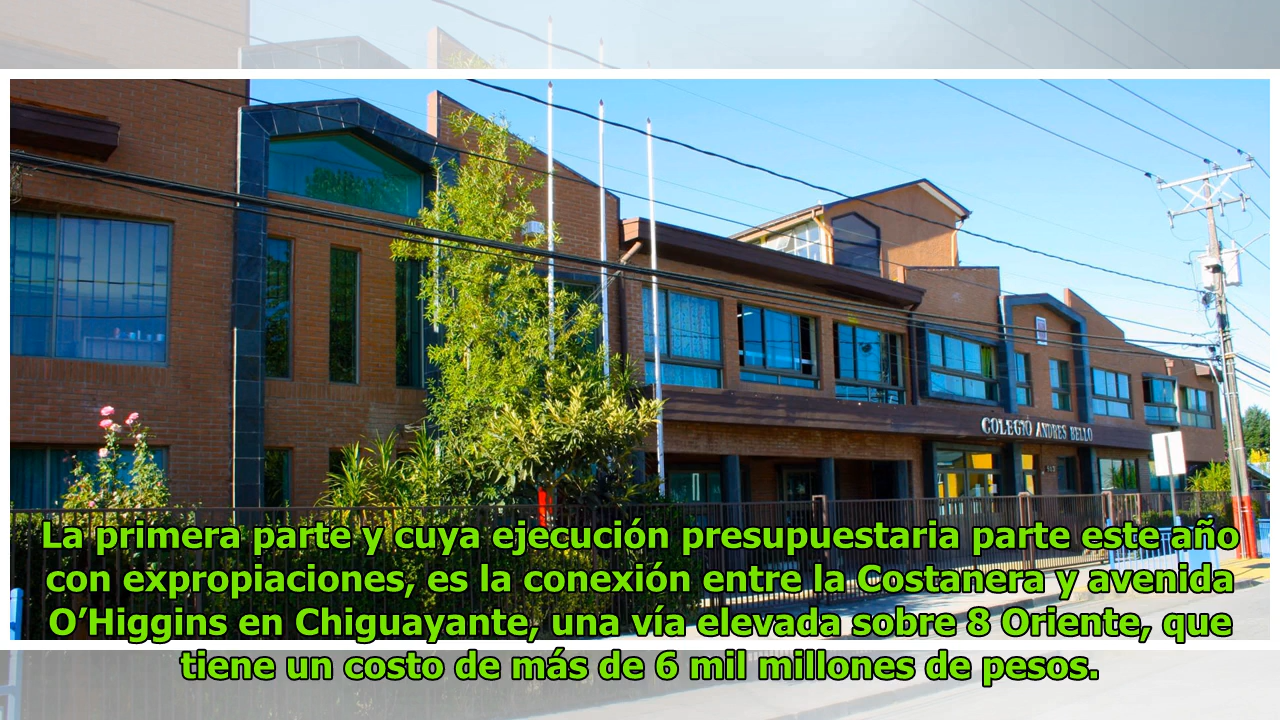 COLEGIO ANDRES BELLO
La primera parte y cuya ejecución presupuestaria parte este año
con expropiaciones, es la conexión entre la Costanera y avenida
O’Higgins en Chiguayante, una vía elevada sobre 8 Oriente, que
tiene un costo de más de 6 mil millones de pesos.